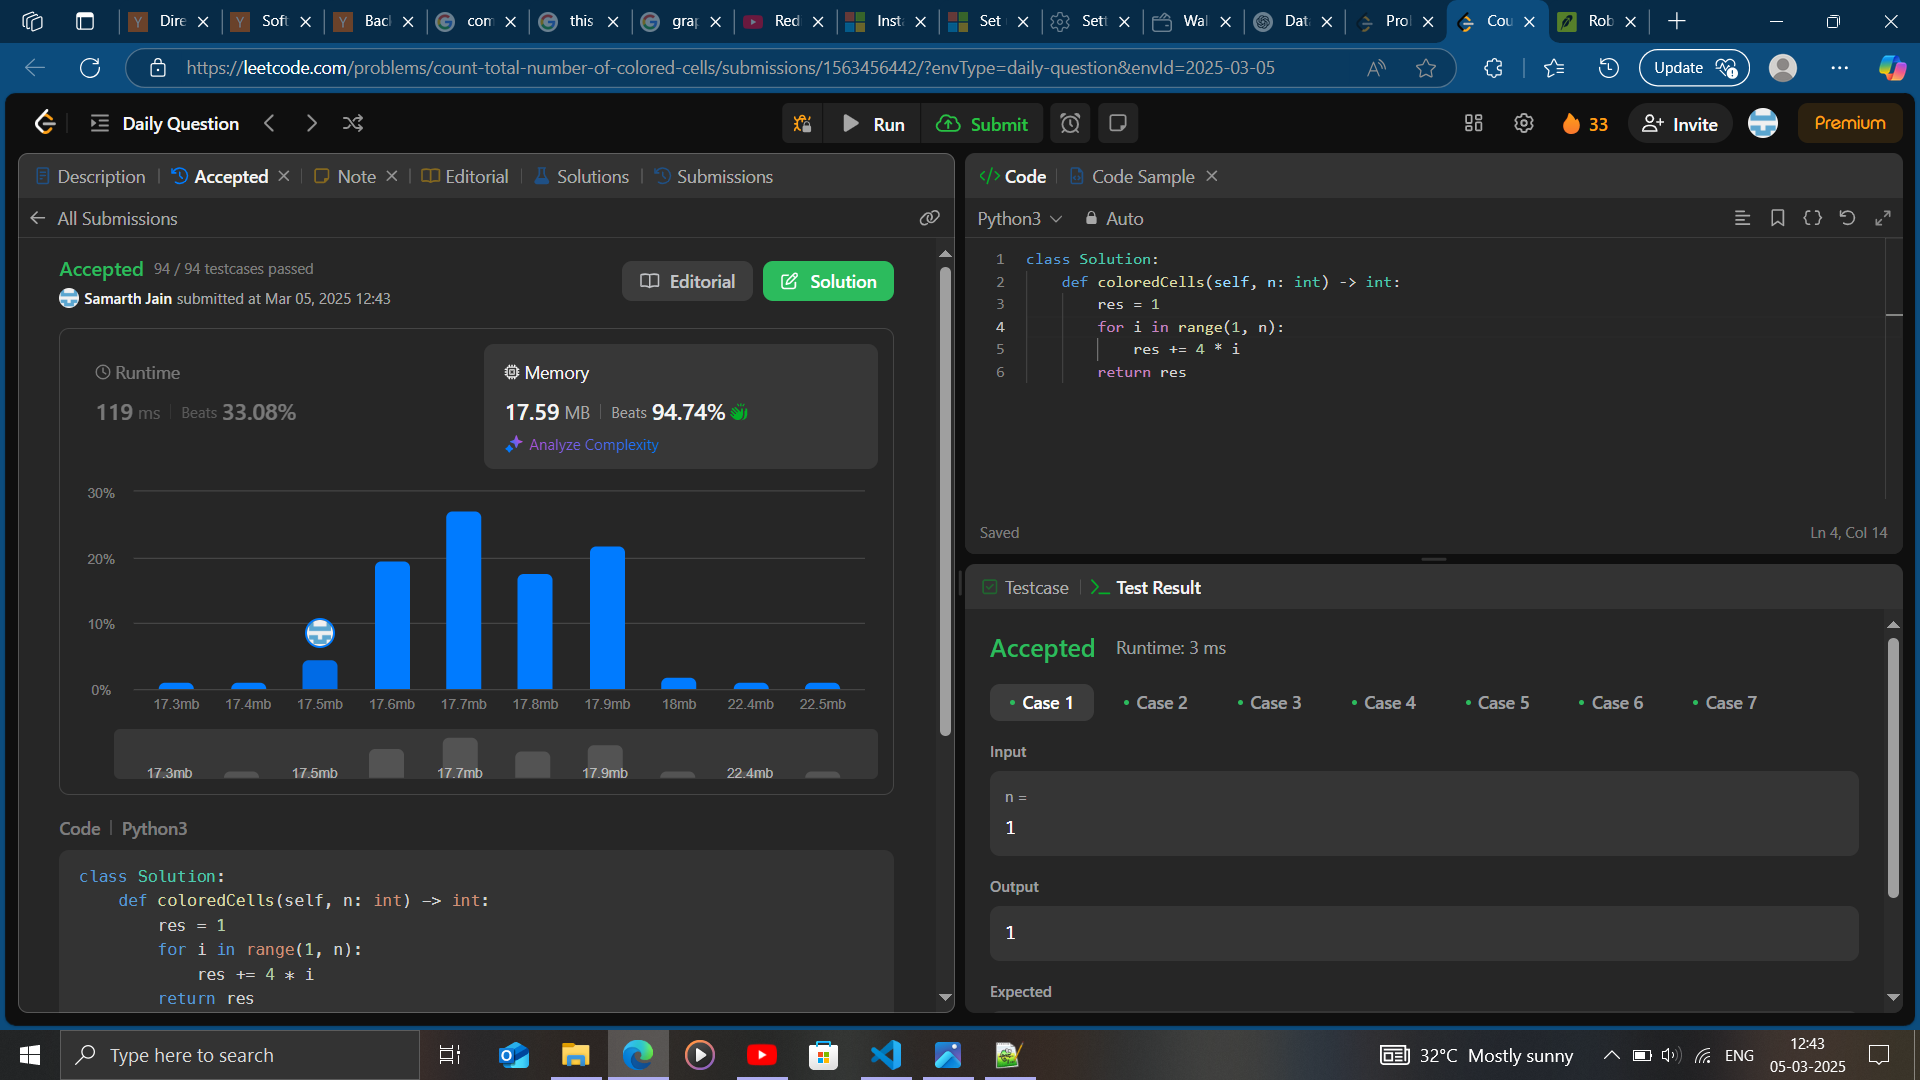 Dire
Soft
Back
com
this
grap
Red
Inst
Set
Sett
Wal
Dat
Pro
Cou
Rob
https://leetcode.com/problems/count-total-number-of-colored-cells/submissions/1563456442/?envType=daily-question&envId=2025-03-05
Update
Daily Question
Run
Submit
33
Invite
Premium
Description
Accepted
Note
Editorial
Solutions
Submissions
All Submissions
Accepted 94 / 94 testcases passed
Samarth Jain submitted at Mar 05, 2025 12:43
Editorial
Solution
Runtime
119 ms | Beats 33.08%
Memory
17.59 MB | Beats 94.74%
Analyze Complexity
30%
20%
10%
0%
17.3mb 17.4mb 17.5mb 17.6mb 17.7mb 17.8mb 17.9mb 18mb 22.4mb 22.5mb
17.3mb 17.5mb 17.7mb 17.9mb 22.4mb
Code | Python3
class Solution:
    def coloredCells(self, n: int) -> int:
        res = 1
        for i in range(1, n):
            res += 4 * i
        return res
Code
Code Sample
Python3
Auto
1 class Solution:
2     def coloredCells(self, n: int) -> int:
3         res = 1
4         for i in range(1, n):
5             res += 4 * i
6         return res
Saved
Ln 4, Col 14
Testcase
Test Result
Accepted Runtime: 3 ms
Case 1
Case 2
Case 3
Case 4
Case 5
Case 6
Case 7
Input
n =
1
Output
1
Expected
Type here to search
32°C Mostly sunny
ENG
12:43
05-03-2025